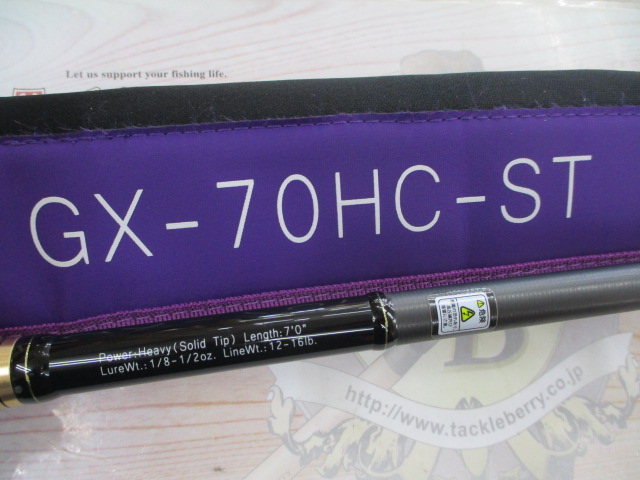 Let us support your fishing life.
GX-70HC-ST
危険
Power:Heavy(Solid Tip) Length:7'0"
LureWt.:1/8-1/2oz. LineWt.:12-16lb.
http://www.tackleberry.co.jp